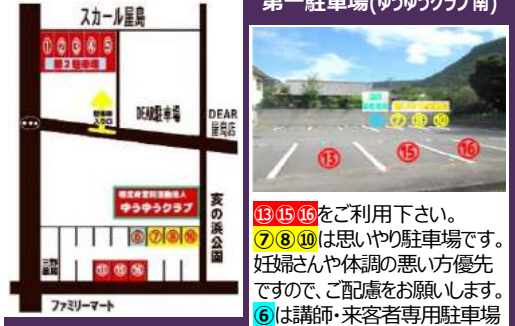 スカール屋島
①②③④⑤
第2駐車場
DEAR駐車場
DEAR
屋島店
ゆうゆうクラブ
亥の浜公園
⑥⑦⑧⑩
⑬⑮⑯
ファミリーマート
第一駐車場(ゆうゆうクラブ南)
⑦⑧⑩
⑬ ⑮ ⑯
⑬⑮⑯をご利用下さい。
⑦⑧⑩は思いやり駐車場です。
妊婦さんや体調の悪い方優先
ですので、ご配慮をお願いします。
⑥は講師・来客者専用駐車場